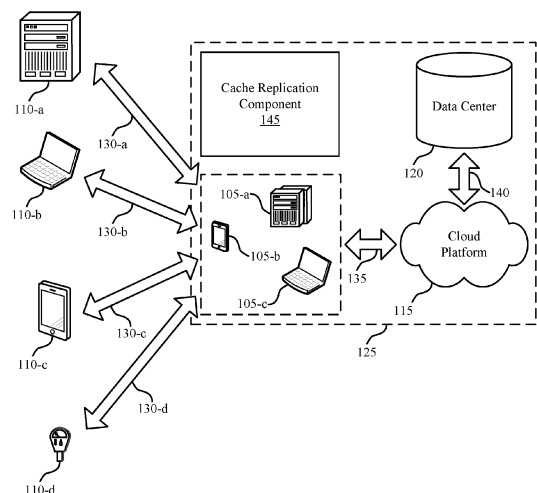 110-a
130-a
110-b
130-b
110-c
130-c
110-d
130-d
Cache Replication
Component
145
105-a
105-b
105-c
Data Center
120
140
Cloud
Platform
115
135
125